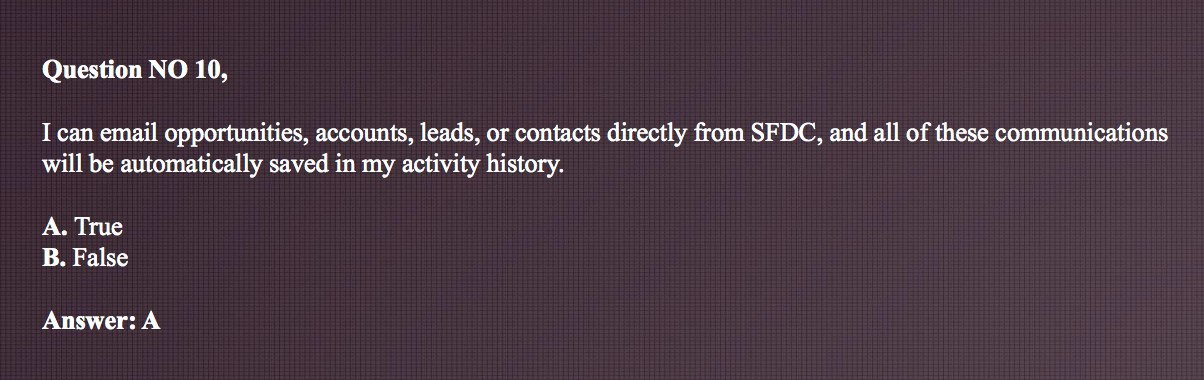 Question NO 10,
I can email opportunities, accounts, leads, or contacts directly from SFDC, and all of these communications
will be automatically saved in my activity history.
A. True
B. False
Answer: A